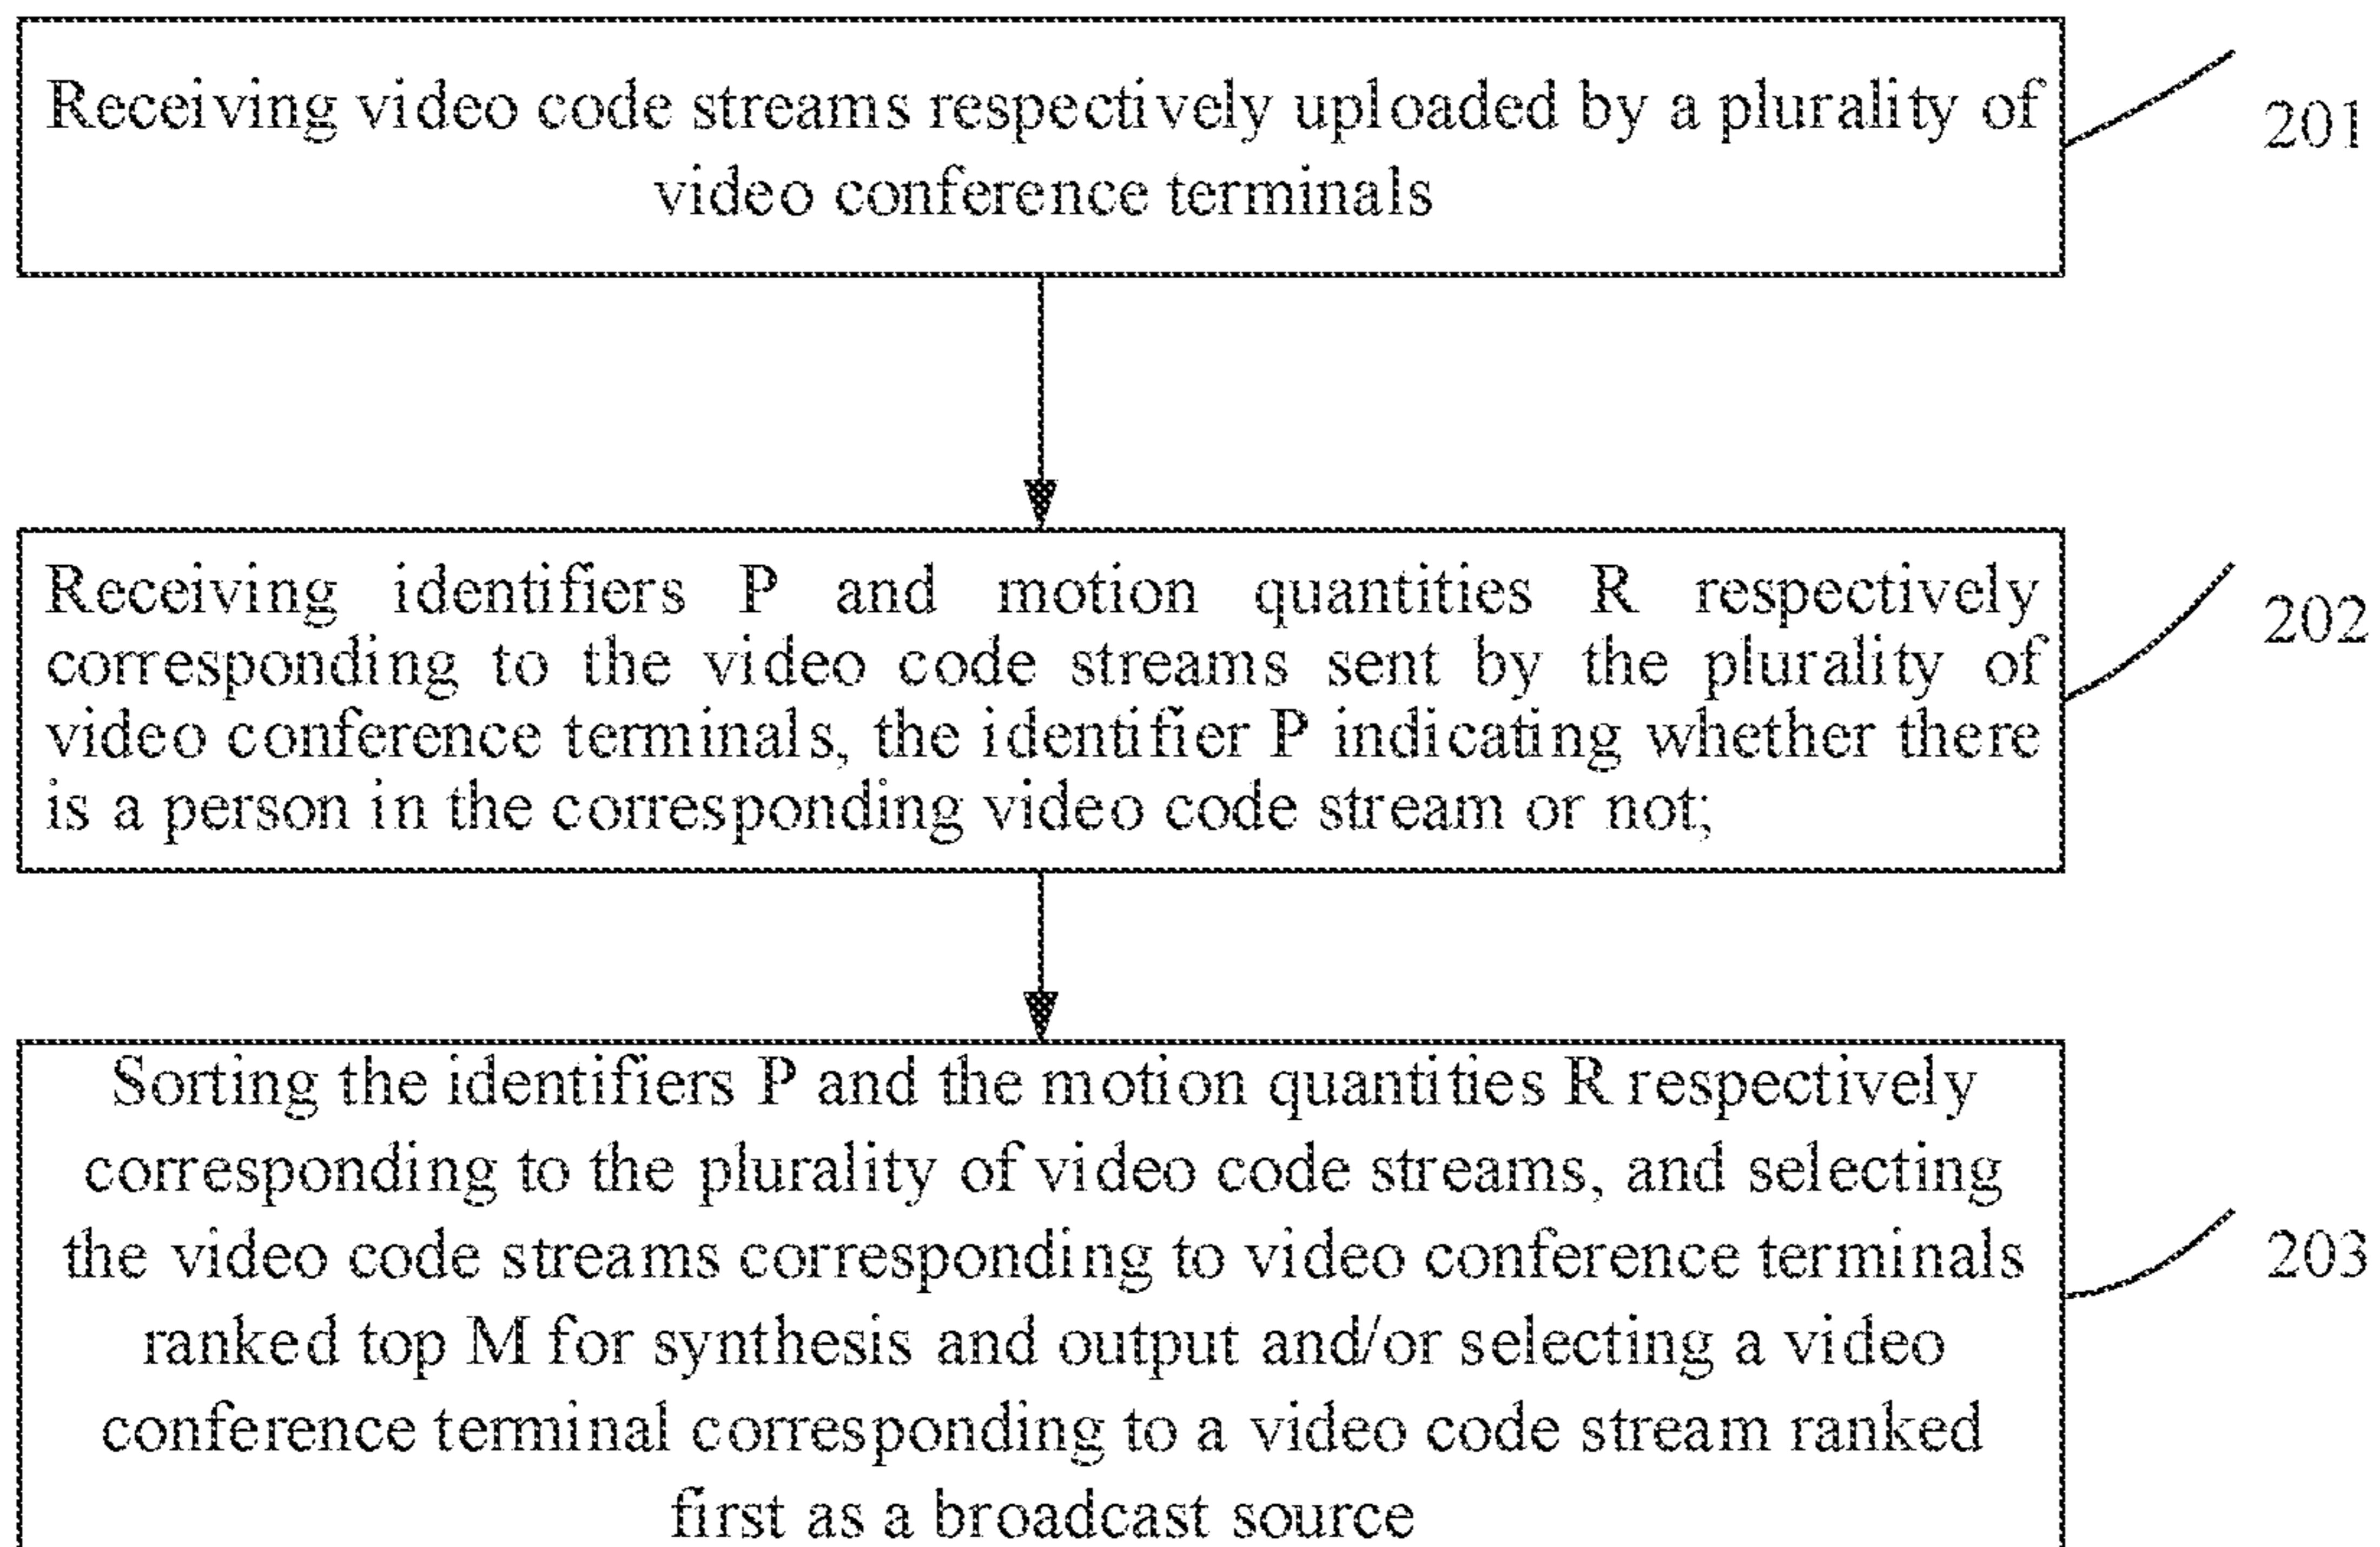 Receiving video code streams respectively uploaded by a plurality of
video conference terminals
201
Receiving identifiers P and motion quantities R respectively
corresponding to the video code streams sent by the plurality of
video conference terminals, the identifier P indicating whether there
is a person in the corresponding video code stream or not;
202
Sorting the identifiers P and the motion quantities R respectively
corresponding to the plurality of video code streams, and selecting
the video code streams corresponding to video conference terminals
ranked top M for synthesis and output and/or selecting a video
conference terminal corresponding to a video code stream ranked
first as a broadcast source
203